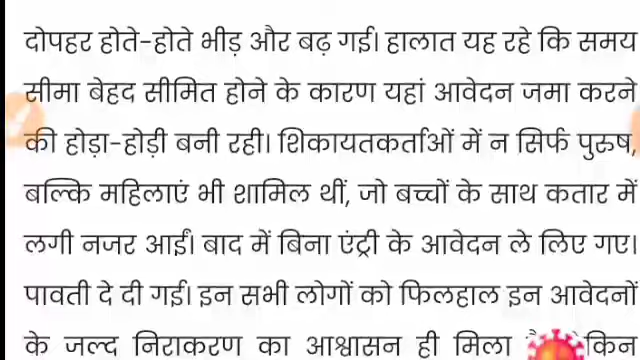 दोपहर होते-होते भीड़ और बढ़ गई। हालात यह रहे कि समय
सीमा बेहद सीमित होने के कारण यहां आवेदन जमा करने
की होड़ा-होड़ी बनी रही। शिकायतकर्ताओं में न सिर्फ पुरुष,
बल्कि महिलाएं भी शामिल थीं, जो बच्चों के साथ कतार में
लगी नजर आईं। बाद में बिना एंट्री के आवेदन ले लिए गए।
पावती दे दी गई। इन सभी लोगों को फिलहाल इन आवेदनों
के जल्द निराकरण का आश्वासन ही मिला